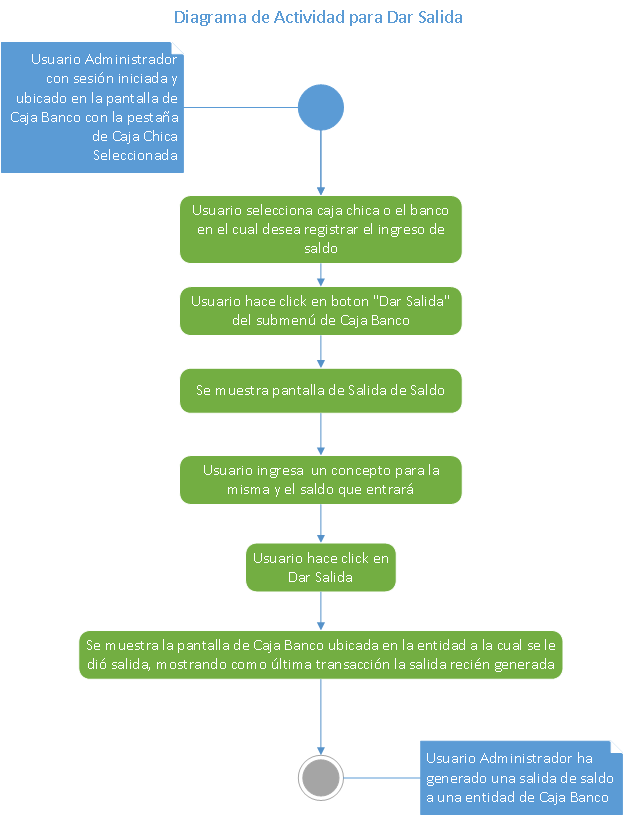 Diagrama de Actividad para Dar Salida
Usuario Administrador
con sesión iniciada y
ubicado en la pantalla de
Caja Banco con la pestaña
de Caja Chica
Seleccionada
Usuario selecciona caja chica o el banco
en el cual desea registrar el ingreso de
saldo
Usuario hace click en boton "Dar Salida"
del submenú de Caja Banco
Se muestra pantalla de Salida de Saldo
Usuario ingresa  un concepto para la
misma y el saldo que entrará
Usuario hace click en
Dar Salida
Se muestra la pantalla de Caja Banco ubicada en la entidad a la cual se le
dió salida, mostrando como última transacción la salida recién generada
Usuario Administrador ha
generado una salida de saldo
a una entidad de Caja Banco